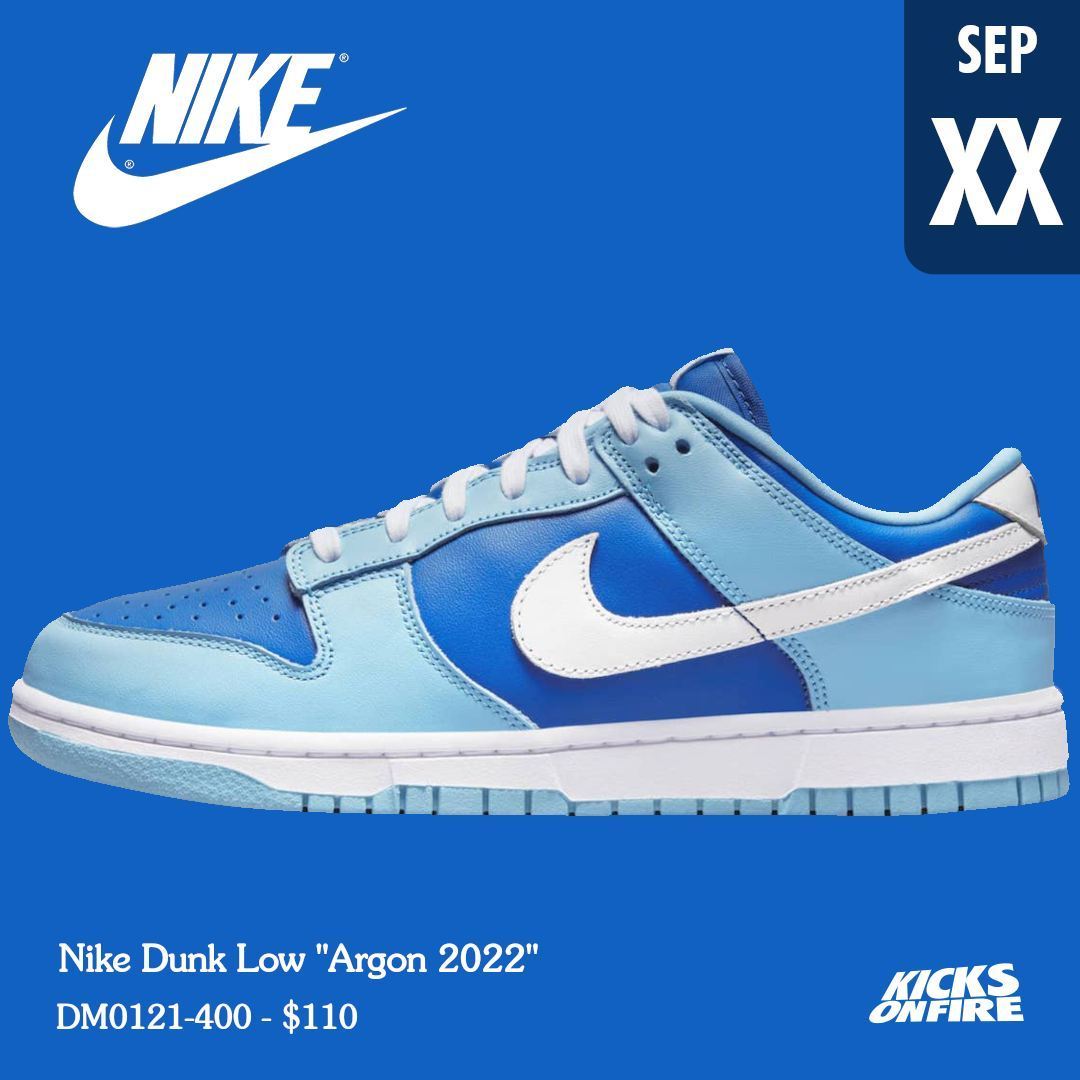 NIKE
SEP
XX
Nike Dunk Low "Argon 2022"
DM0121-400 - $110
KICKS
ONFIRE